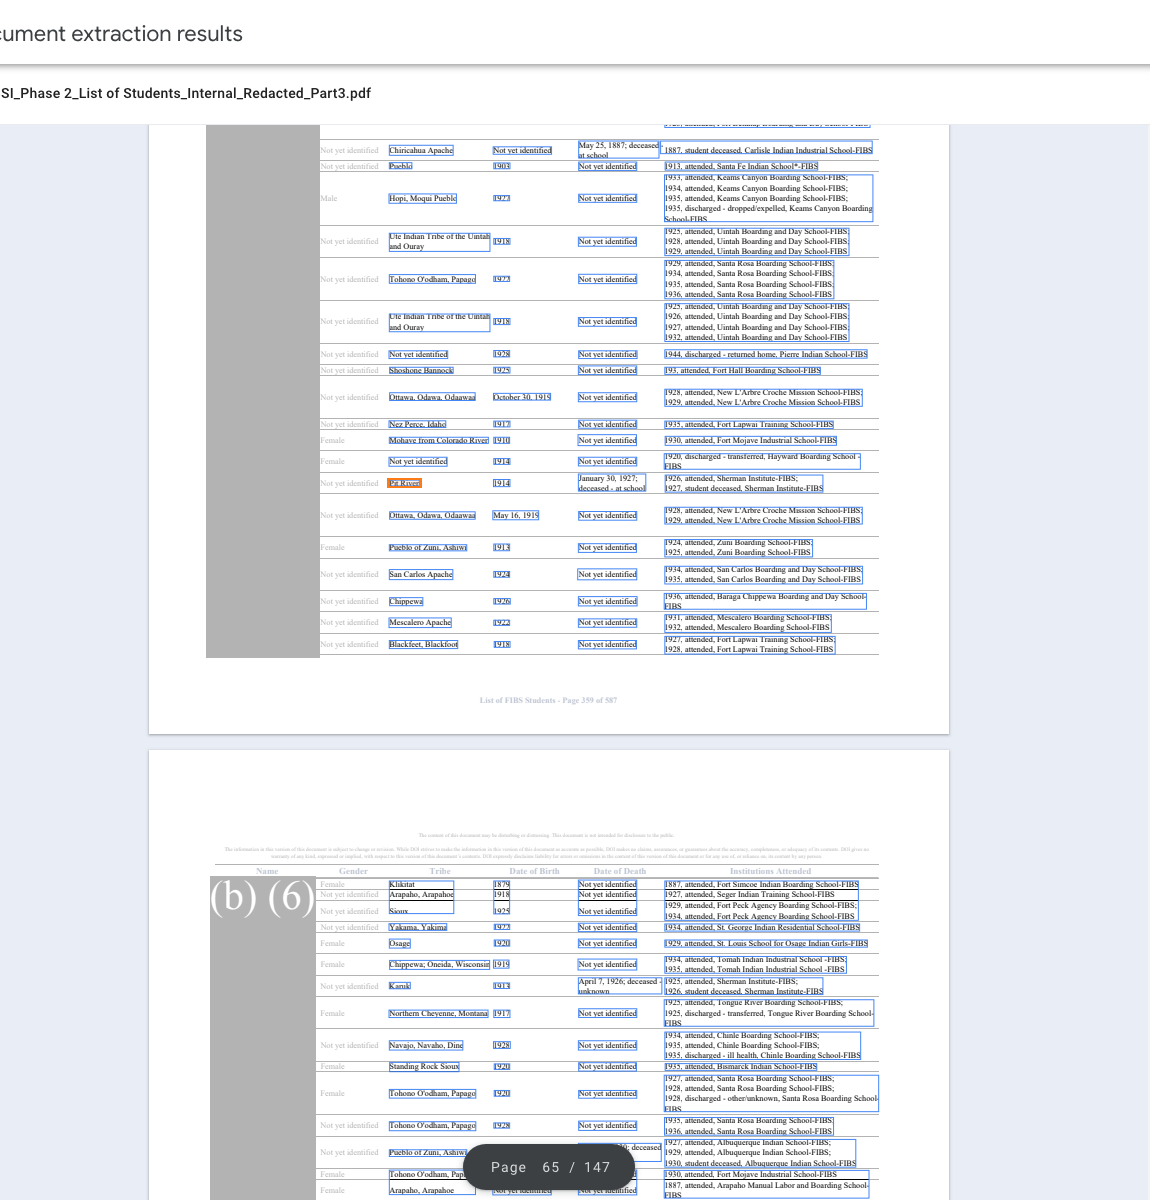 cument extraction results
SI_Phase 2_List of Students_Internal_Redacted_Part3.pdf
Not yet identified Chiricahua Apache Not yet identified May 25, 1887; deceased - 1887, student deceased, Carlisle Indian Industrial School-FIBS
at school
Not yet identified Pueblo 1903 Not yet identified 1913, attended, Santa Fe Indian School*-FIBS
1933, attended, Keams Canyon Boarding School-FIBS;
1934, attended, Keams Canyon Boarding School-FIBS;
Male Hopi, Moqui Pueblo 1927 Not yet identified 1935, attended, Keams Canyon Boarding School-FIBS;
1935, discharged - dropped/expelled, Keams Canyon Boarding
School-FIBS
1925, attended, Uintah Boarding and Day School-FIBS;
Not yet identified Ute Indian Tribe of the Uintah 1918 Not yet identified 1928, attended, Uintah Boarding and Day School-FIBS;
and Ouray 1929, attended, Uintah Boarding and Day School-FIBS
1929, attended, Santa Rosa Boarding School-FIBS;
1934, attended, Santa Rosa Boarding School-FIBS;
Not yet identified Tohono O'odham, Papago 1922 Not yet identified 1935, attended, Santa Rosa Boarding School-FIBS;
1936, attended, Santa Rosa Boarding School-FIBS
1925, attended, Uintah Boarding and Day School-FIBS;
Not yet identified Ute Indian Tribe of the Uintah 1918 Not yet identified 1926, attended, Uintah Boarding and Day School-FIBS;
and Ouray 1927, attended, Uintah Boarding and Day School-FIBS;
1932, attended, Uintah Boarding and Day School-FIBS
Not yet identified Not yet identified 1928 Not yet identified 1944, discharged - returned home, Pierre Indian School-FIBS
Not yet identified Shoshone Bannock 1925 Not yet identified 193, attended, Fort Hall Boarding School-FIBS
Not yet identified Ottawa, Odawa, Odaawaa October 30, 1919 Not yet identified 1928, attended, New L'Arbre Croche Mission School-FIBS;
1929, attended, New L'Arbre Croche Mission School-FIBS
Not yet identified Nez Perce, Idaho 1917 Not yet identified 1935, attended, Fort Lapwai Training School-FIBS
Female Mohave from Colorado River 1910 Not yet identified 1930, attended, Fort Mojave Industrial School-FIBS
Female Not yet identified 1914 Not yet identified 1920, discharged - transferred, Hayward Boarding School -
FIBS
Not yet identified Pit River 1914 January 30, 1927; 1926, attended, Sherman Institute-FIBS;
deceased - at school 1927, student deceased, Sherman Institute-FIBS
Not yet identified Ottawa, Odawa, Odaawaa May 16, 1919 Not yet identified 1928, attended, New L'Arbre Croche Mission School-FIBS;
1929, attended, New L'Arbre Croche Mission School-FIBS
Female Pueblo of Zuni, Ashiwi 1913 Not yet identified 1924, attended, Zuni Boarding School-FIBS;
1925, attended, Zuni Boarding School-FIBS
Not yet identified San Carlos Apache 1924 Not yet identified 1934, attended, San Carlos Boarding and Day School-FIBS;
1935, attended, San Carlos Boarding and Day School-FIBS
Not yet identified Chippewa 1926 Not yet identified 1936, attended, Baraga Chippewa Boarding and Day School-
FIBS
Not yet identified Mescalero Apache 1922 Not yet identified 1931, attended, Mescalero Boarding School-FIBS;
1932, attended, Mescalero Boarding School-FIBS
Not yet identified Blackfeet, Blackfoot 1918 Not yet identified 1927, attended, Fort Lapwai Training School-FIBS;
1928, attended, Fort Lapwai Training School-FIBS
List of FIBS Students - Page 359 of 587
The content of this document may be disturbing or distressing. This document is not intended for disclosure to the public.
The information in this version of this document is subject to change or revision. While DOI strives to make the information in this version of this document as accurate as possible, DOI makes no claims, assurances, or guarantees about the accuracy, completeness, or adequacy of its contents. DOI gives no
warranty of any kind, expressed or implied, with respect to this version of this document's contents. DOI expressly disclaims liability for errors or omissions in the content of this version of this document or for any use of, or reliance on, its content by any person.
Name Gender Tribe Date of Birth Date of Death Institutions Attended
(b) (6)
Female Klikitat 1879 Not yet identified 1887, attended, Fort Simcoe Indian Boarding School-FIBS
Not yet identified Arapaho, Arapahoe 1918 Not yet identified 1927, attended, Seger Indian Training School-FIBS
Not yet identified Sioux 1925 Not yet identified 1929, attended, Fort Peck Agency Boarding School-FIBS;
1934, attended, Fort Peck Agency Boarding School-FIBS
Not yet identified Yakama, Yakima 1922 Not yet identified 1934, attended, St. George Indian Residential School-FIBS
Female Osage 1920 Not yet identified 1929, attended, St. Louis School for Osage Indian Girls-FIBS
Female Chippewa; Oneida, Wisconsin 1919 Not yet identified 1934, attended, Tomah Indian Industrial School -FIBS;
1935, attended, Tomah Indian Industrial School -FIBS
Not yet identified Karuk 1913 April 7, 1926; deceased - 1925, attended, Sherman Institute-FIBS;
unknown 1926, student deceased, Sherman Institute-FIBS
1925, attended, Tongue River Boarding School-FIBS;
Female Northern Cheyenne, Montana 1917 Not yet identified 1925, discharged - transferred, Tongue River Boarding School-
FIBS
1934, attended, Chinle Boarding School-FIBS;
Not yet identified Navajo, Navaho, Dine 1928 Not yet identified 1935, attended, Chinle Boarding School-FIBS;
1935, discharged - ill health, Chinle Boarding School-FIBS
Female Standing Rock Sioux 1920 Not yet identified 1935, attended, Bismarck Indian School-FIBS
1927, attended, Santa Rosa Boarding School-FIBS;
Female Tohono O'odham, Papago 1920 Not yet identified 1928, attended, Santa Rosa Boarding School-FIBS;
1928, discharged - other/unknown, Santa Rosa Boarding School-
FIBS
Not yet identified Tohono O'odham, Papago 1928 Not yet identified 1935, attended, Santa Rosa Boarding School-FIBS;
1936, attended, Santa Rosa Boarding School-FIBS
1927, attended, Albuquerque Indian School-FIBS;
Not yet identified Pueblo of Zuni, Ashiwi deceased 1929, attended, Albuquerque Indian School-FIBS;
1930, student deceased, Albuquerque Indian School-FIBS
Female Tohono O'odham, 1930, attended, Fort Mojave Industrial School-FIBS
Female Arapaho, Arapahoe Not yet identified Not yet identified 1887, attended, Arapaho Manual Labor and Boarding School-
FIBS
Page 65 / 147